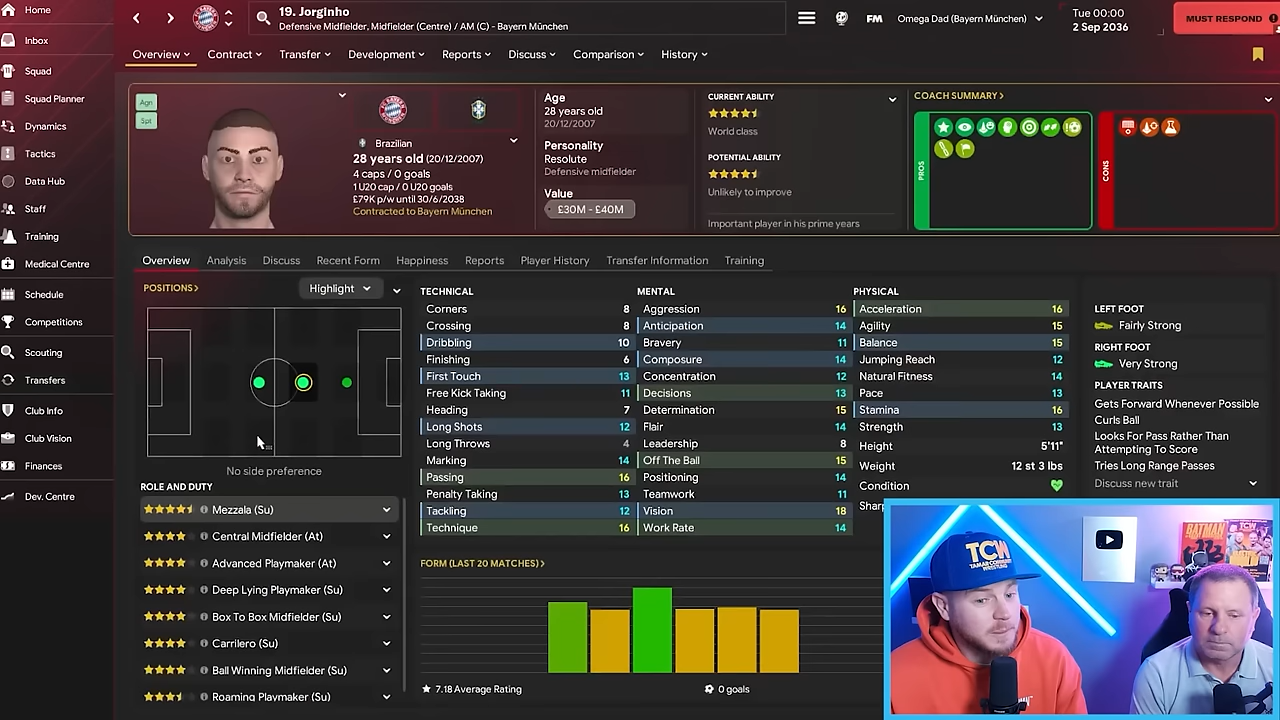 Home
Inbox
Squad
Squad Planner
Dynamics
Tactics
Data Hub
Staff
Training
Medical Centre
Schedule
Competitions
Scouting
Transfers
Club Info
Club Vision
Finances
Dev. Centre
19. Jorginho
Defensive Midfielder, Midfielder (Centre) / AM (C) - Bayern München
FM
Omega Dad (Bayern München)
Tue 00:00
2 Sep 2036
MUST RESPOND
Overview
Contract
Transfer
Development
Reports
Discuss
Comparison
History
Agn
Spt
Brazilian
28 years old (20/12/2007)
4 caps / 0 goals
1 U20 cap / 0 U20 goals
£79K p/w until 30/6/2038
Contracted to Bayern München
Age
28 years old
20/12/2007
Personality
Resolute
Defensive midfielder
Value
£30M - £40M
CURRENT ABILITY
World class
POTENTIAL ABILITY
Unlikely to improve
Important player in his prime years
COACH SUMMARY
PROS
CONS
Overview
Analysis
Discuss
Recent Form
Happiness
Reports
Player History
Transfer Information
Training
POSITIONS
Highlight
No side preference
ROLE AND DUTY
Mezzala (Su)
Central Midfielder (At)
Advanced Playmaker (At)
Deep Lying Playmaker (Su)
Box To Box Midfielder (Su)
Carrilero (Su)
Ball Winning Midfielder (Su)
Roaming Playmaker (Su)
TECHNICAL
Corners 8
Crossing 8
Dribbling 10
Finishing 6
First Touch 13
Free Kick Taking 11
Heading 7
Long Shots 12
Long Throws 4
Marking 14
Passing 16
Penalty Taking 13
Tackling 12
Technique 16
MENTAL
Aggression 16
Anticipation 14
Bravery 11
Composure 14
Concentration 12
Decisions 13
Determination 15
Flair 14
Leadership 8
Off The Ball 15
Positioning 14
Teamwork 11
Vision 18
Work Rate 14
PHYSICAL
Acceleration 16
Agility 15
Balance 15
Jumping Reach 12
Natural Fitness 14
Pace 13
Stamina 16
Strength 13
Height 5'11"
Weight 12 st 3 lbs
Condition
Sharp
LEFT FOOT
Fairly Strong
RIGHT FOOT
Very Strong
PLAYER TRAITS
Gets Forward Whenever Possible
Curls Ball
Looks For Pass Rather Than
Attempting To Score
Tries Long Range Passes
Discuss new trait
FORM (LAST 20 MATCHES)
7.18 Average Rating
0 goals
TCW
BATMAN
TCW